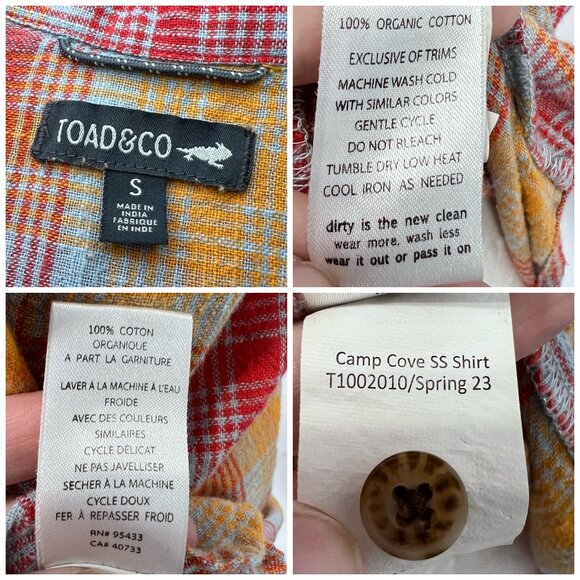 TOAD&CO
S
MADE IN
INDIA
FABRIQUE
EN INDE
100% ORGANIC COTTON
EXCLUSIVE OF TRIMS
MACHINE WASH COLD
WITH SIMILAR COLORS
GENTLE CYCLE
DO NOT BLEACH
TUMBLE DRY LOW HEAT
COOL IRON AS NEEDED
dirty is the new clean
wear more, wash less
wear it out or pass it on
100% COTON
ORGANIQUE
A PART LA GARNITURE
LAVER À LA MACHINE À L'EAU
FROIDE
AVEC DES COULEURS
SIMILAIRES
CYCLE DÉLICAT
NE PAS JAVELLISER
SECHER À LA MACHINE
CYCLE DOUX
FER À REPASSER FROID
RN# 95433
CA# 40733
Camp Cove SS Shirt
T1002010/Spring 23